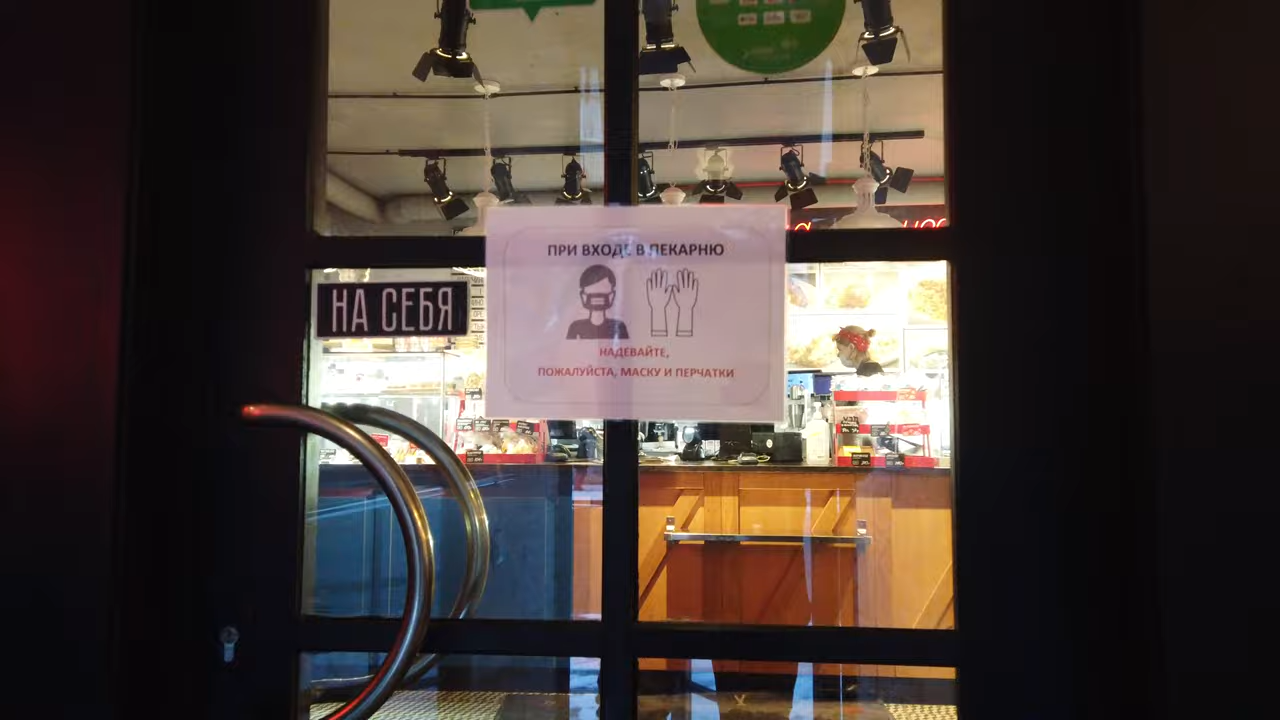 ПРИ ВХОДЕ В ПЕКАРНЮ
НА СЕБЯ
НАДЕВАЙТЕ,
ПОЖАЛУЙСТА, МАСКУ И ПЕРЧАТКИ